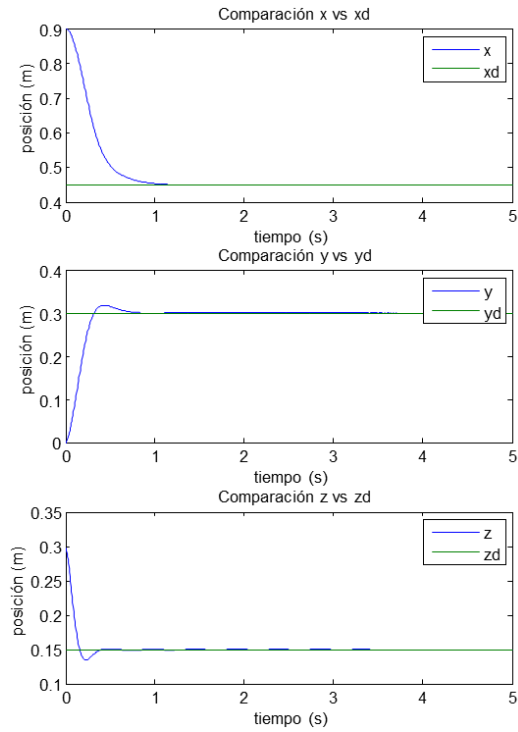 Comparación x vs xd
0.9
0.8
0.7
0.6
0.5
0.4
posición (m)
x
xd
0 1 2 3 4 5
tiempo (s)
Comparación y vs yd
0.4
0.3
0.2
0.1
0
posición (m)
y
yd
0 1 2 3 4 5
tiempo (s)
Comparación z vs zd
0.35
0.3
0.25
0.2
0.15
0.1
posición (m)
z
zd
0 1 2 3 4 5
tiempo (s)